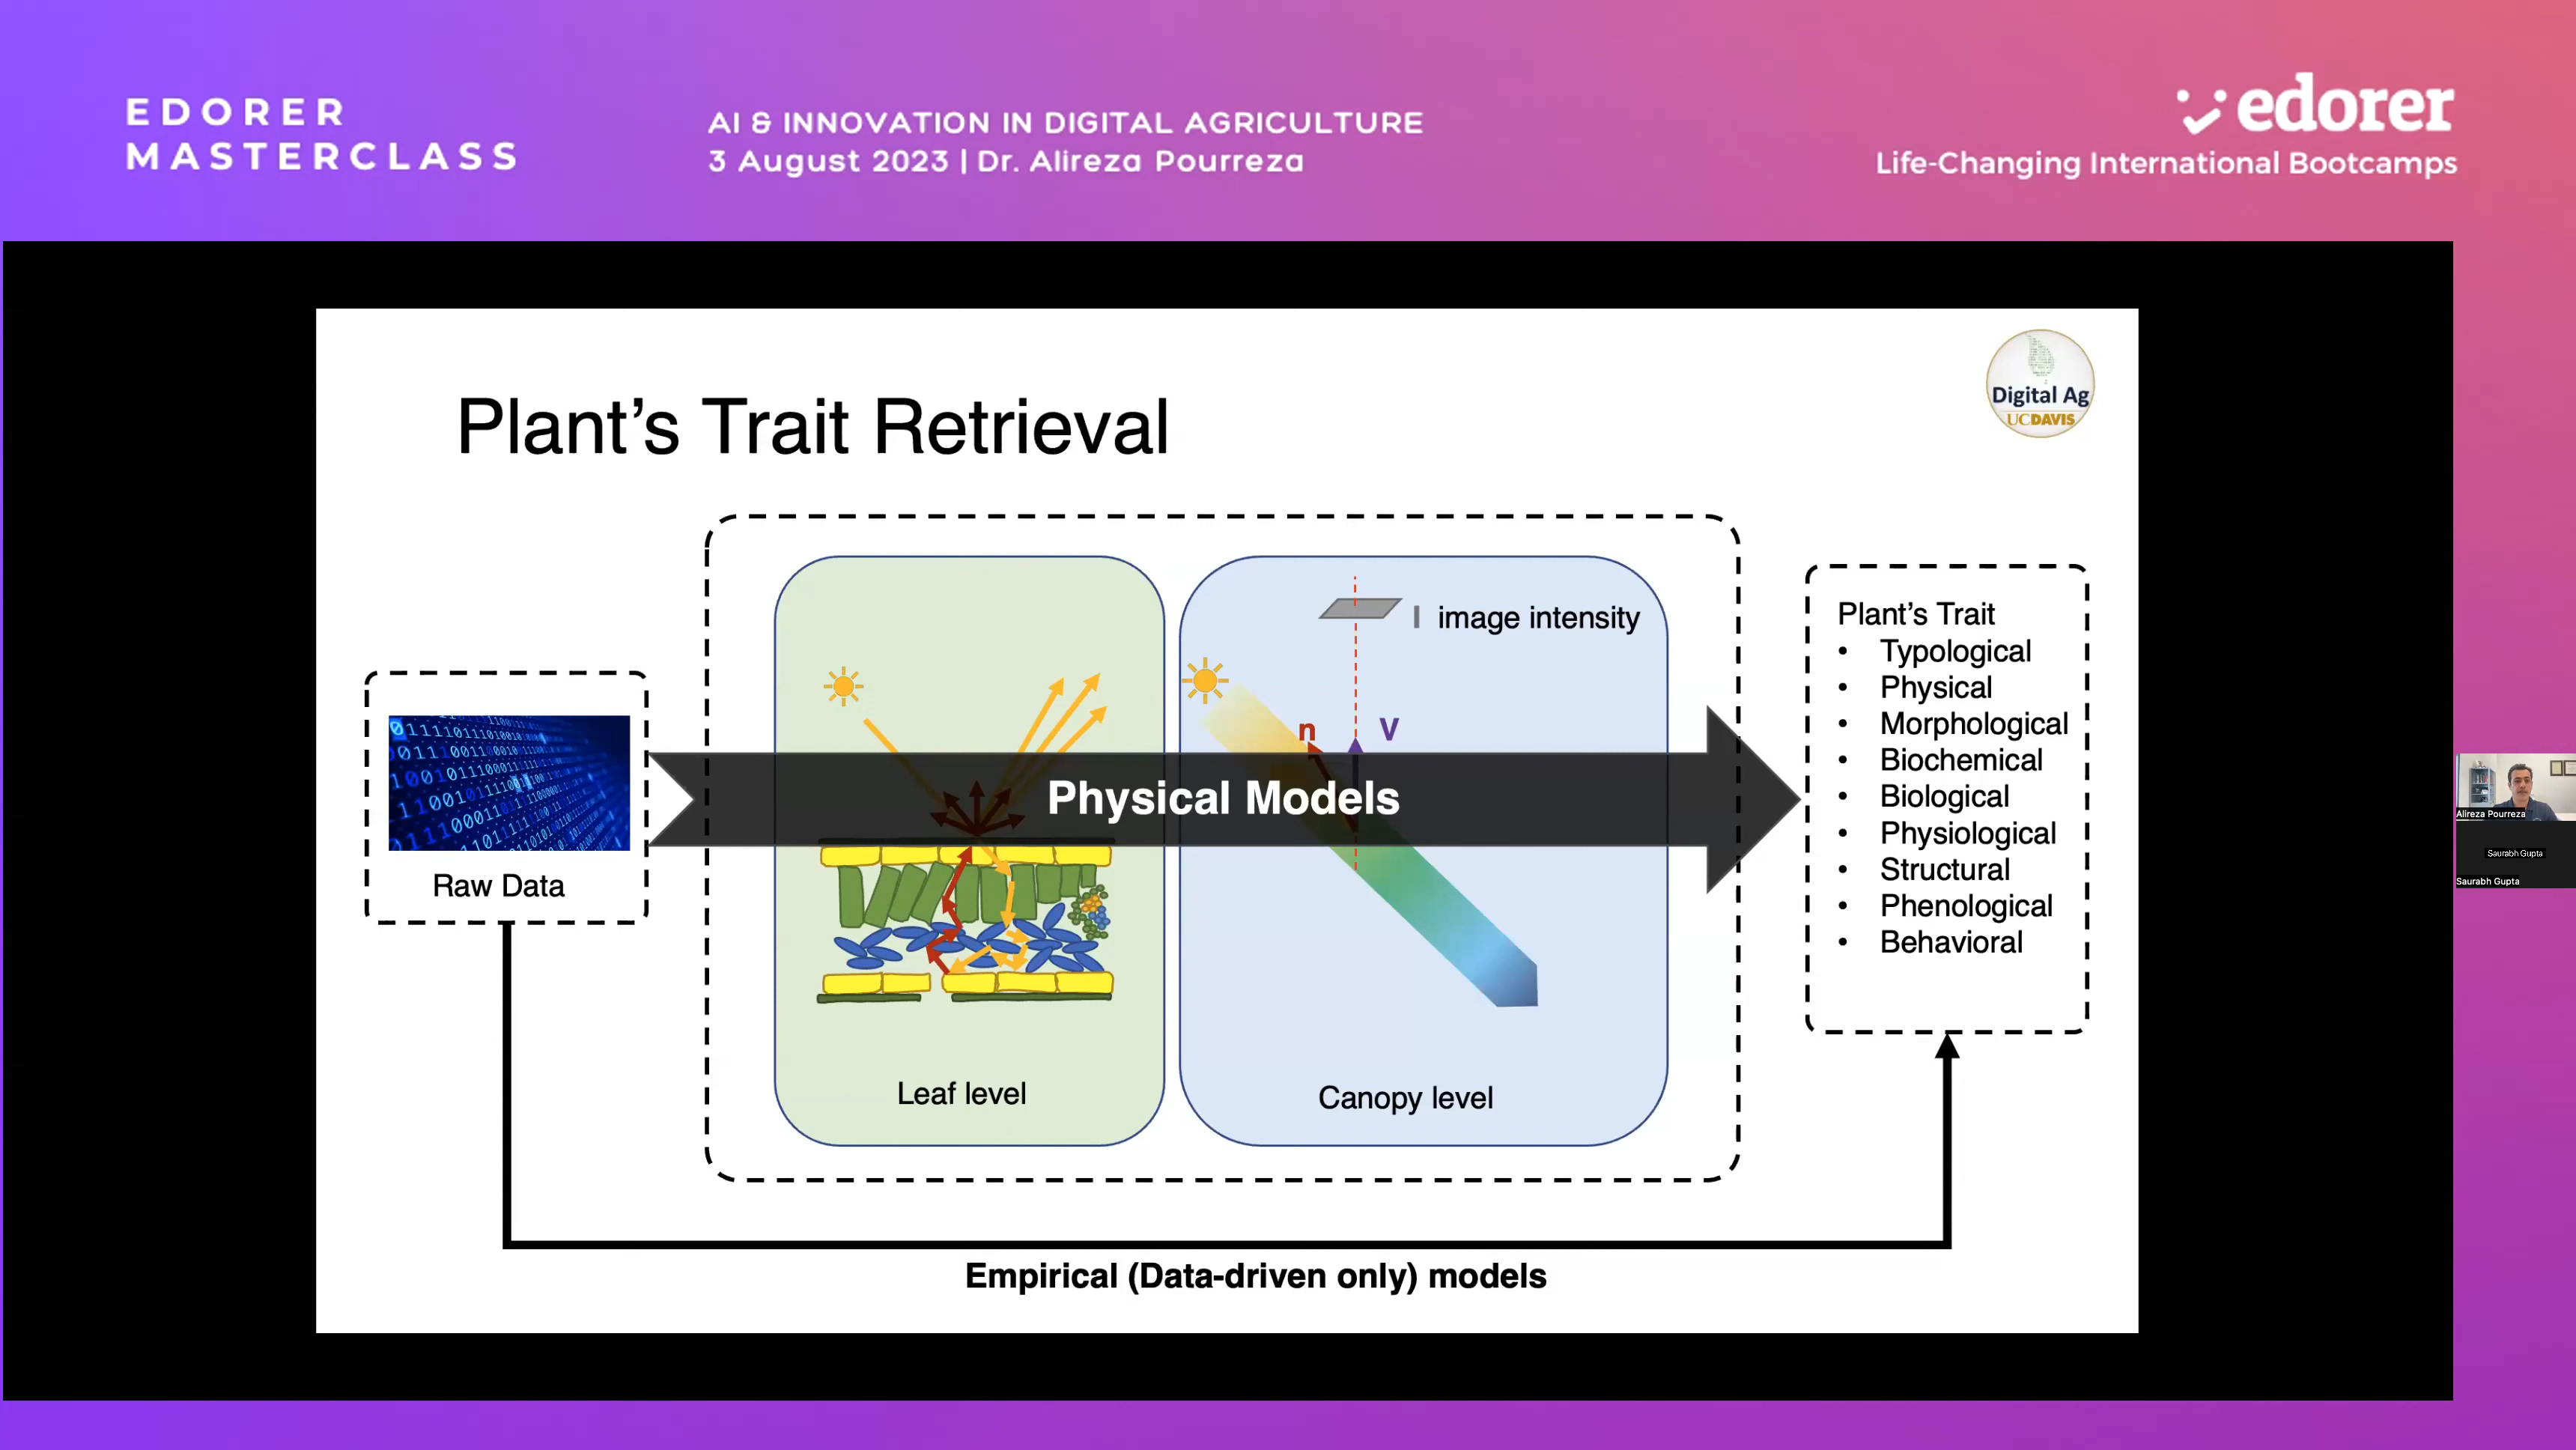 EDORER
MASTERCLASS
AI & INNOVATION IN DIGITAL AGRICULTURE
3 August 2023 | Dr. Alireza Pourreza
edorer
Life-Changing International Bootcamps
Digital Ag
UCDAVIS
Plant’s Trait Retrieval
Raw Data
Physical Models
I image intensity
n
V
Leaf level
Canopy level
Plant’s Trait
• Typological
• Physical
• Morphological
• Biochemical
• Biological
• Physiological
• Structural
• Phenological
• Behavioral
Empirical (Data-driven only) models
Alireza Pourreza
Saurabh Gupta
Saurabh Gupta